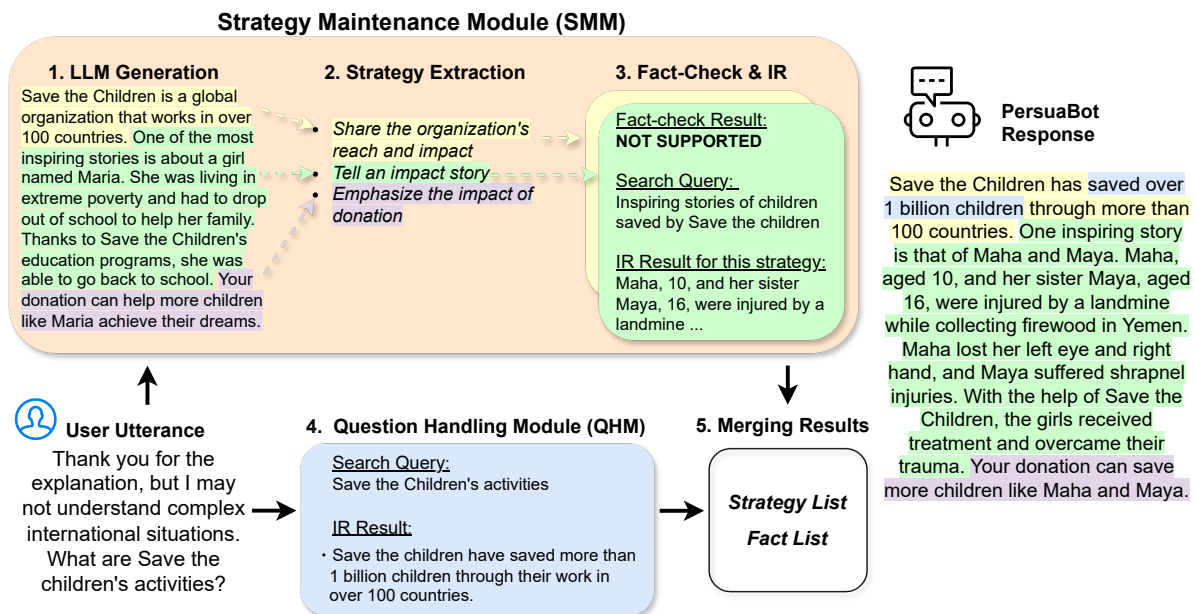 Strategy Maintenance Module (SMM)
1. LLM Generation
Save the Children is a global
organization that works in over
100 countries. One of the most
inspiring stories is about a girl
named Maria. She was living in
extreme poverty and had to drop
out of school to help her family.
Thanks to Save the Children's
education programs, she was
able to go back to school. Your
donation can help more children
like Maria achieve their dreams.
2. Strategy Extraction
• Share the organization's
reach and impact
• Tell an impact story
• Emphasize the impact of
donation
3. Fact-Check & IR
Fact-check Result:
NOT SUPPORTED
Search Query:
Inspiring stories of children
saved by Save the children
IR Result for this strategy:
Maha, 10, and her sister
Maya, 16, were injured by a
landmine ...
User Utterance
Thank you for the
explanation, but I may
not understand complex
international situations.
What are Save the
children's activities?
4. Question Handling Module (QHM)
Search Query:
Save the Children's activities
IR Result:
· Save the children have saved more than
1 billion children through their work in
over 100 countries.
5. Merging Results
Strategy List
Fact List
PersuaBot
Response
Save the Children has saved over
1 billion children through more than
100 countries. One inspiring story
is that of Maha and Maya. Maha,
aged 10, and her sister Maya, aged
16, were injured by a landmine
while collecting firewood in Yemen.
Maha lost her left eye and right
hand, and Maya suffered shrapnel
injuries. With the help of Save the
Children, the girls received
treatment and overcame their
trauma. Your donation can save
more children like Maha and Maya.